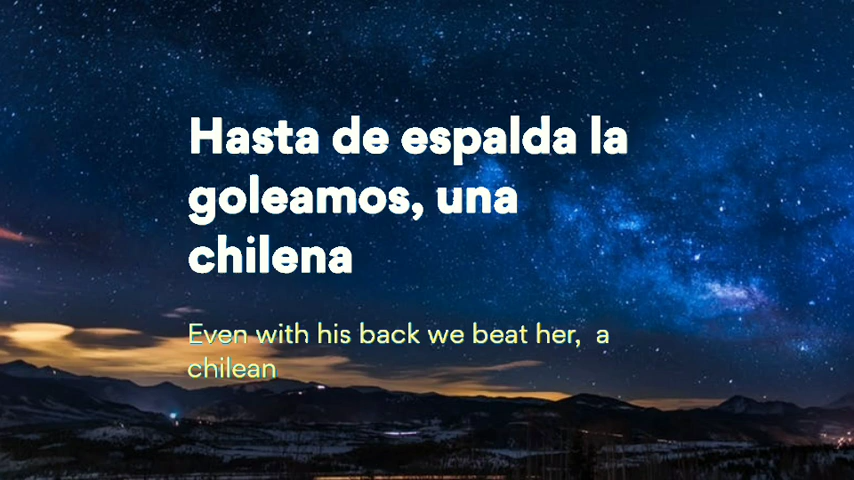 Hasta de espalda la
goleamos, una
chilena
Even with his back we beat her,  a
chilean